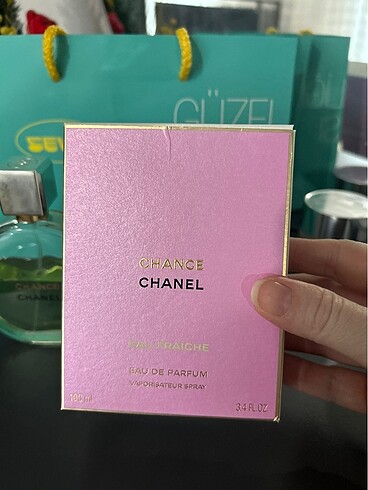 GÜZEL
CHANCE
CHANEL
CHANCE
CHANEL
EAU FRAÎCHE
EAU DE PARFUM
VAPORISATEUR SPRAY
100 ml
3.4 FL.OZ